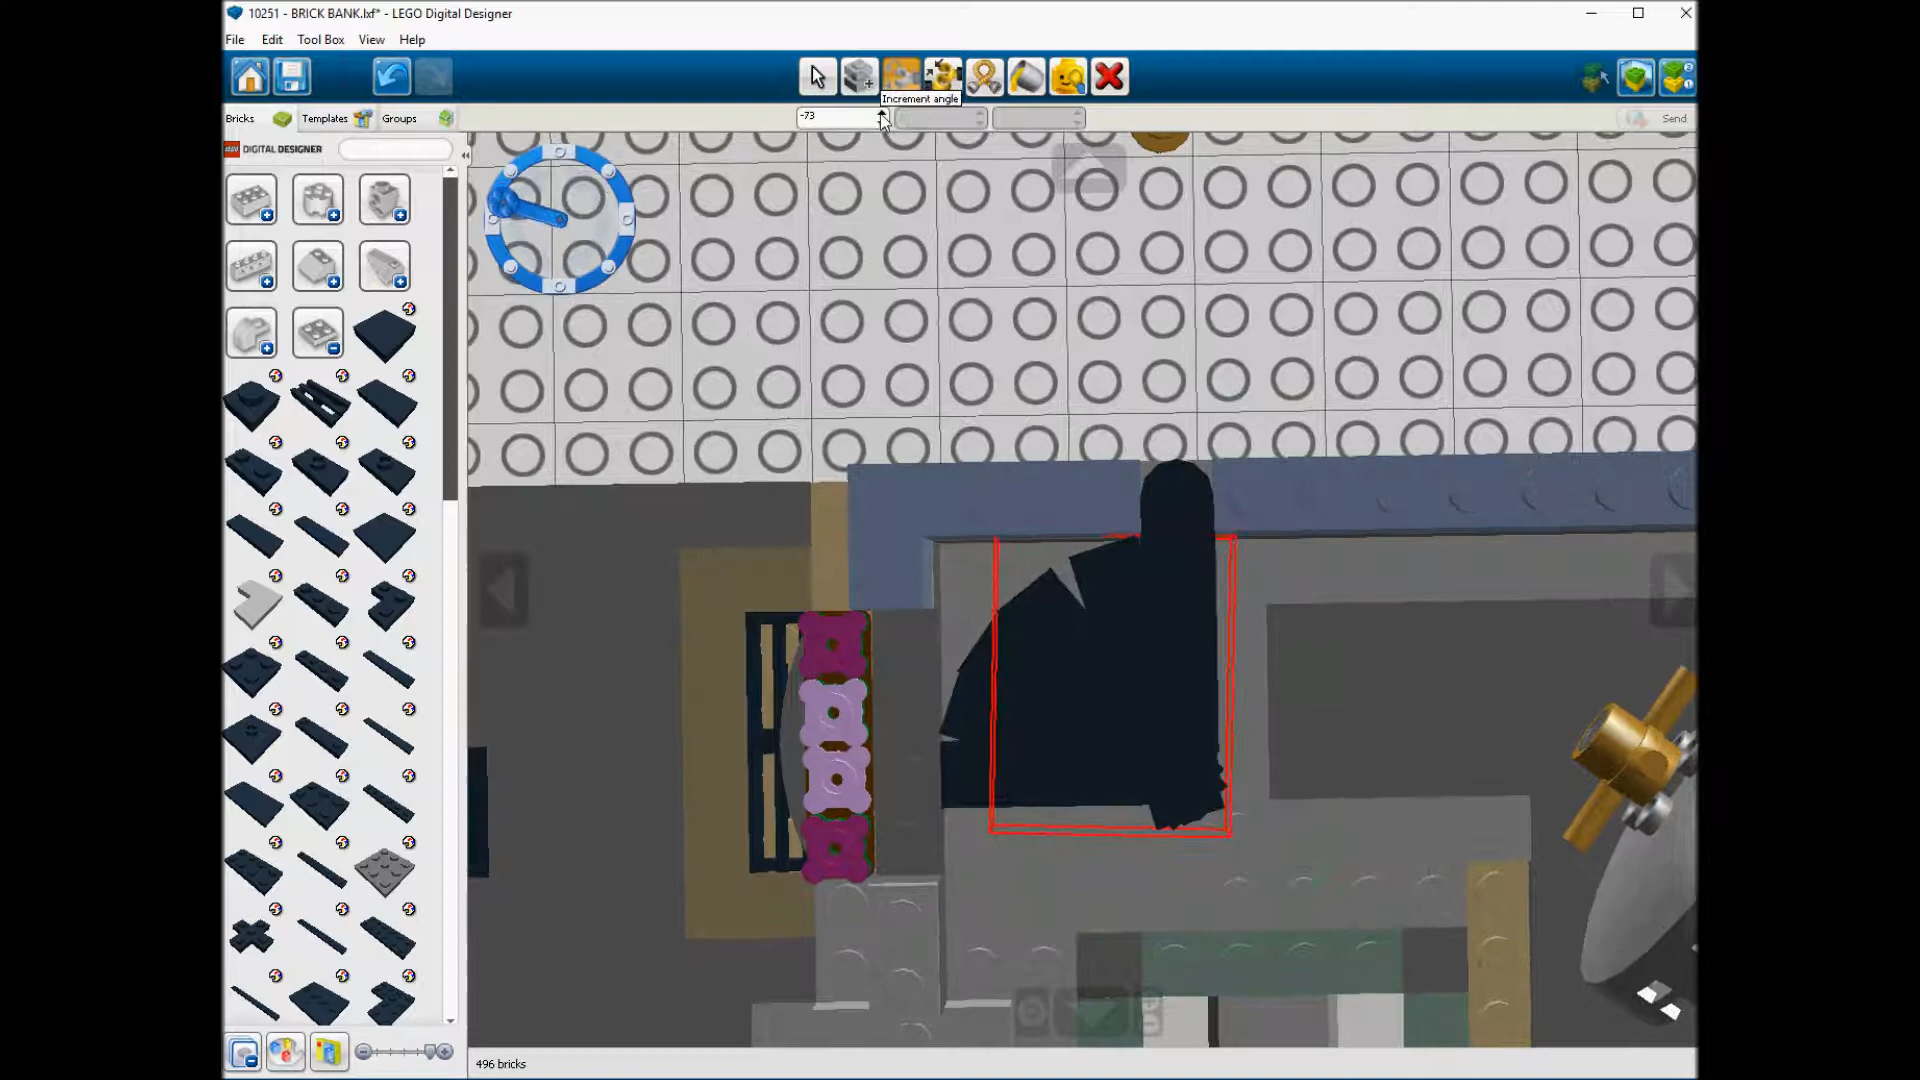 10251 - BRICK BANK.lxf* - LEGO Digital Designer
File Edit Tool Box View Help
Increment angle
Bricks Templates Groups
-73
Send
LEGO DIGITAL DESIGNER
496 bricks